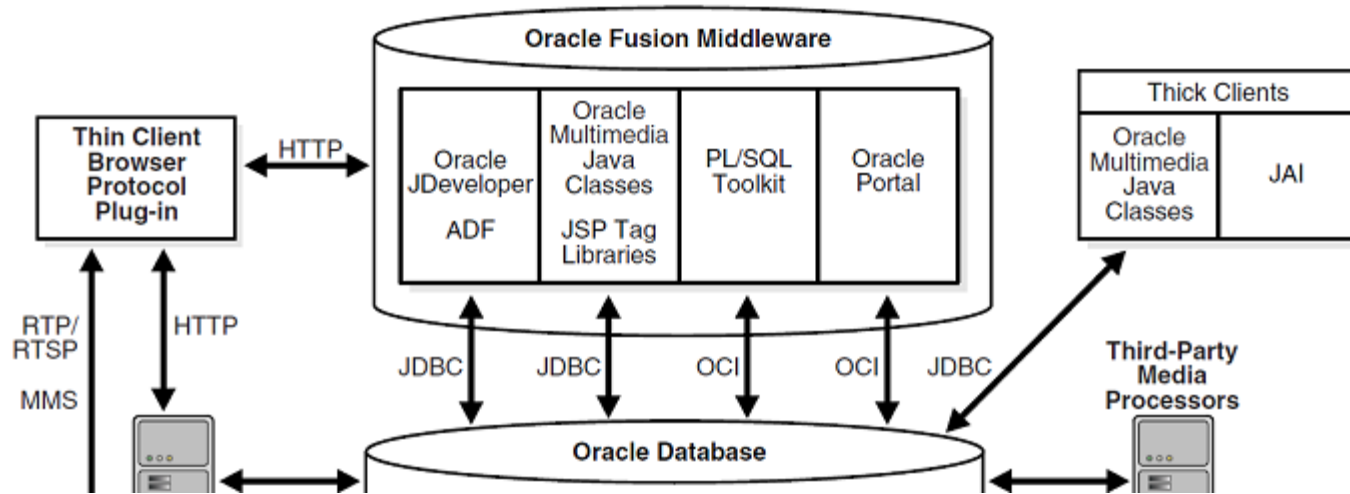 Oracle Fusion Middleware
Thin Client
Browser
Protocol
Plug-in
HTTP
Oracle
JDeveloper
ADF
Oracle
Multimedia
Java
Classes
JSP Tag
Libraries
PL/SQL
Toolkit
Oracle
Portal
Thick Clients
Oracle
Multimedia
Java
Classes
JAI
RTP/
RTSP
MMS
HTTP
JDBC
JDBC
OCI
OCI
JDBC
Third-Party
Media
Processors
Oracle Database